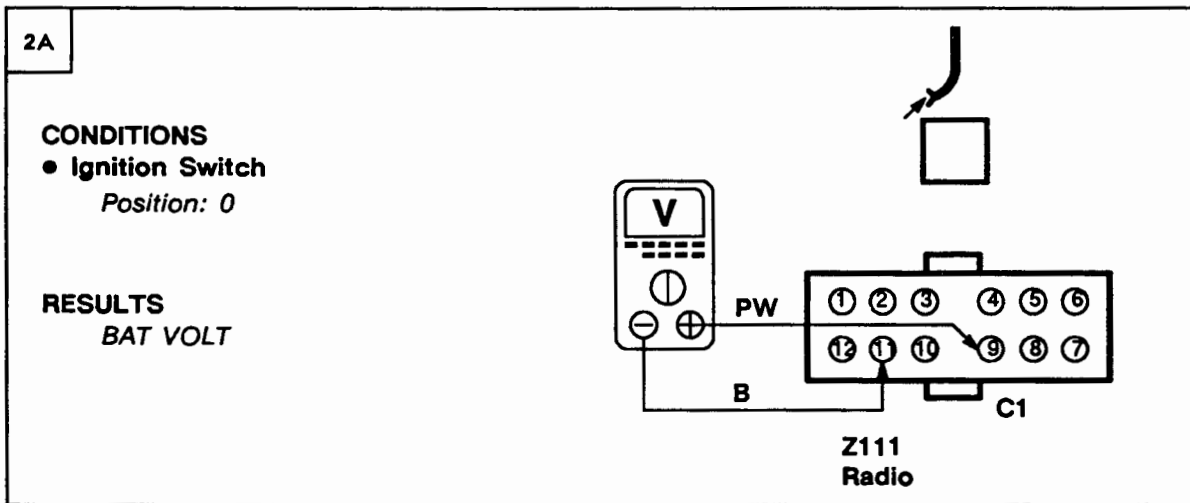 2A
CONDITIONS
● Ignition Switch
Position: 0
RESULTS
BAT VOLT
V
− +
PW
B
1 2 3 4 5 6
12 11 10 9 8 7
C1
Z111
Radio